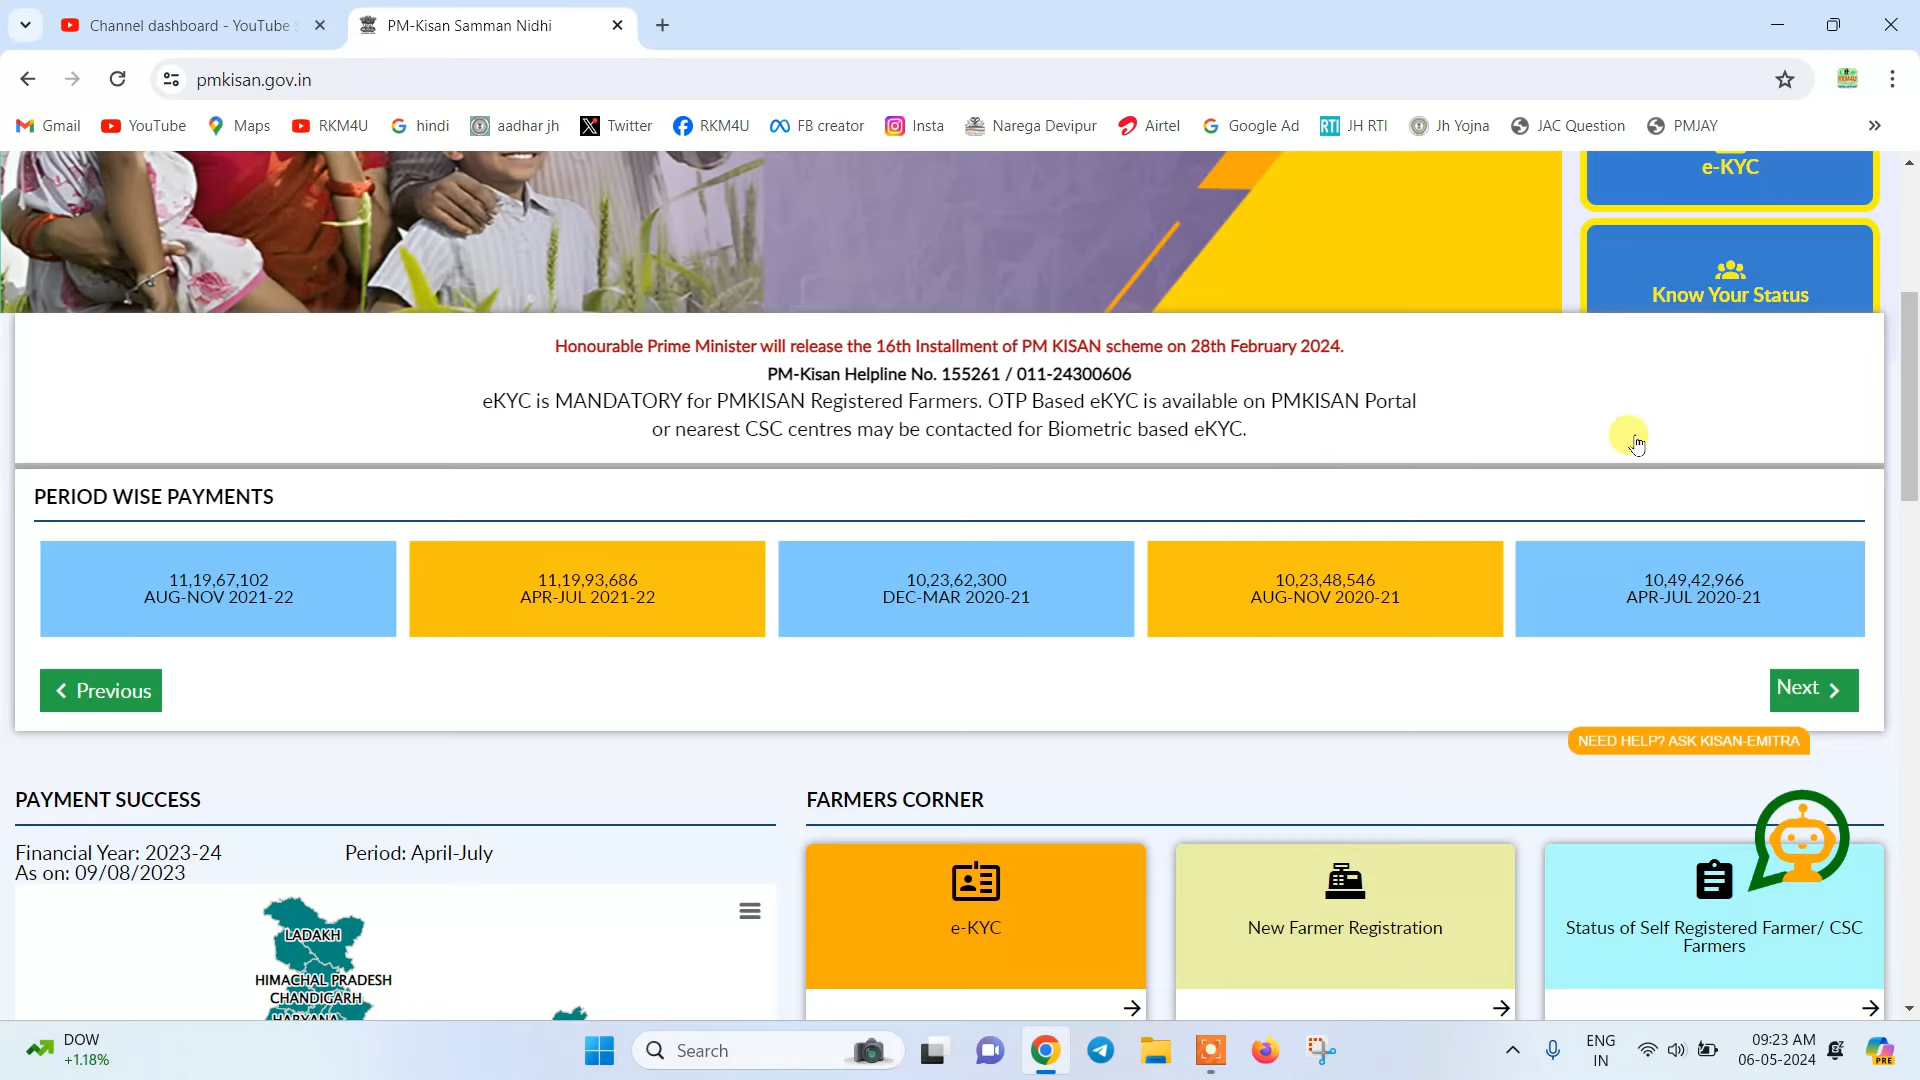 Channel dashboard - YouTube S
PM-Kisan Samman Nidhi
pmkisan.gov.in
Gmail
YouTube
Maps
RKM4U
hindi
aadhar jh
Twitter
RKM4U
FB creator
Insta
Narega Devipur
Airtel
Google Ad
RTI JH RTI
Jh Yojna
JAC Question
PMJAY
e-KYC
Know Your Status
Honourable Prime Minister will release the 16th Installment of PM KISAN scheme on 28th February 2024.
PM-Kisan Helpline No. 155261 / 011-24300606
eKYC is MANDATORY for PMKISAN Registered Farmers. OTP Based eKYC is available on PMKISAN Portal
or nearest CSC centres may be contacted for Biometric based eKYC.
PERIOD WISE PAYMENTS
11,19,67,102
AUG-NOV 2021-22
11,19,93,686
APR-JUL 2021-22
10,23,62,300
DEC-MAR 2020-21
10,23,48,546
AUG-NOV 2020-21
10,49,42,966
APR-JUL 2020-21
Previous
Next
NEED HELP? ASK KISAN-EMITRA
PAYMENT SUCCESS
Financial Year: 2023-24
Period: April-July
As on: 09/08/2023
LADAKH
HIMACHAL PRADESH
CHANDIGARH
HARYANA
FARMERS CORNER
e-KYC
New Farmer Registration
Status of Self Registered Farmer/ CSC
Farmers
DOW
+1.18%
Search
ENG
IN
09:23 AM
06-05-2024
PRE